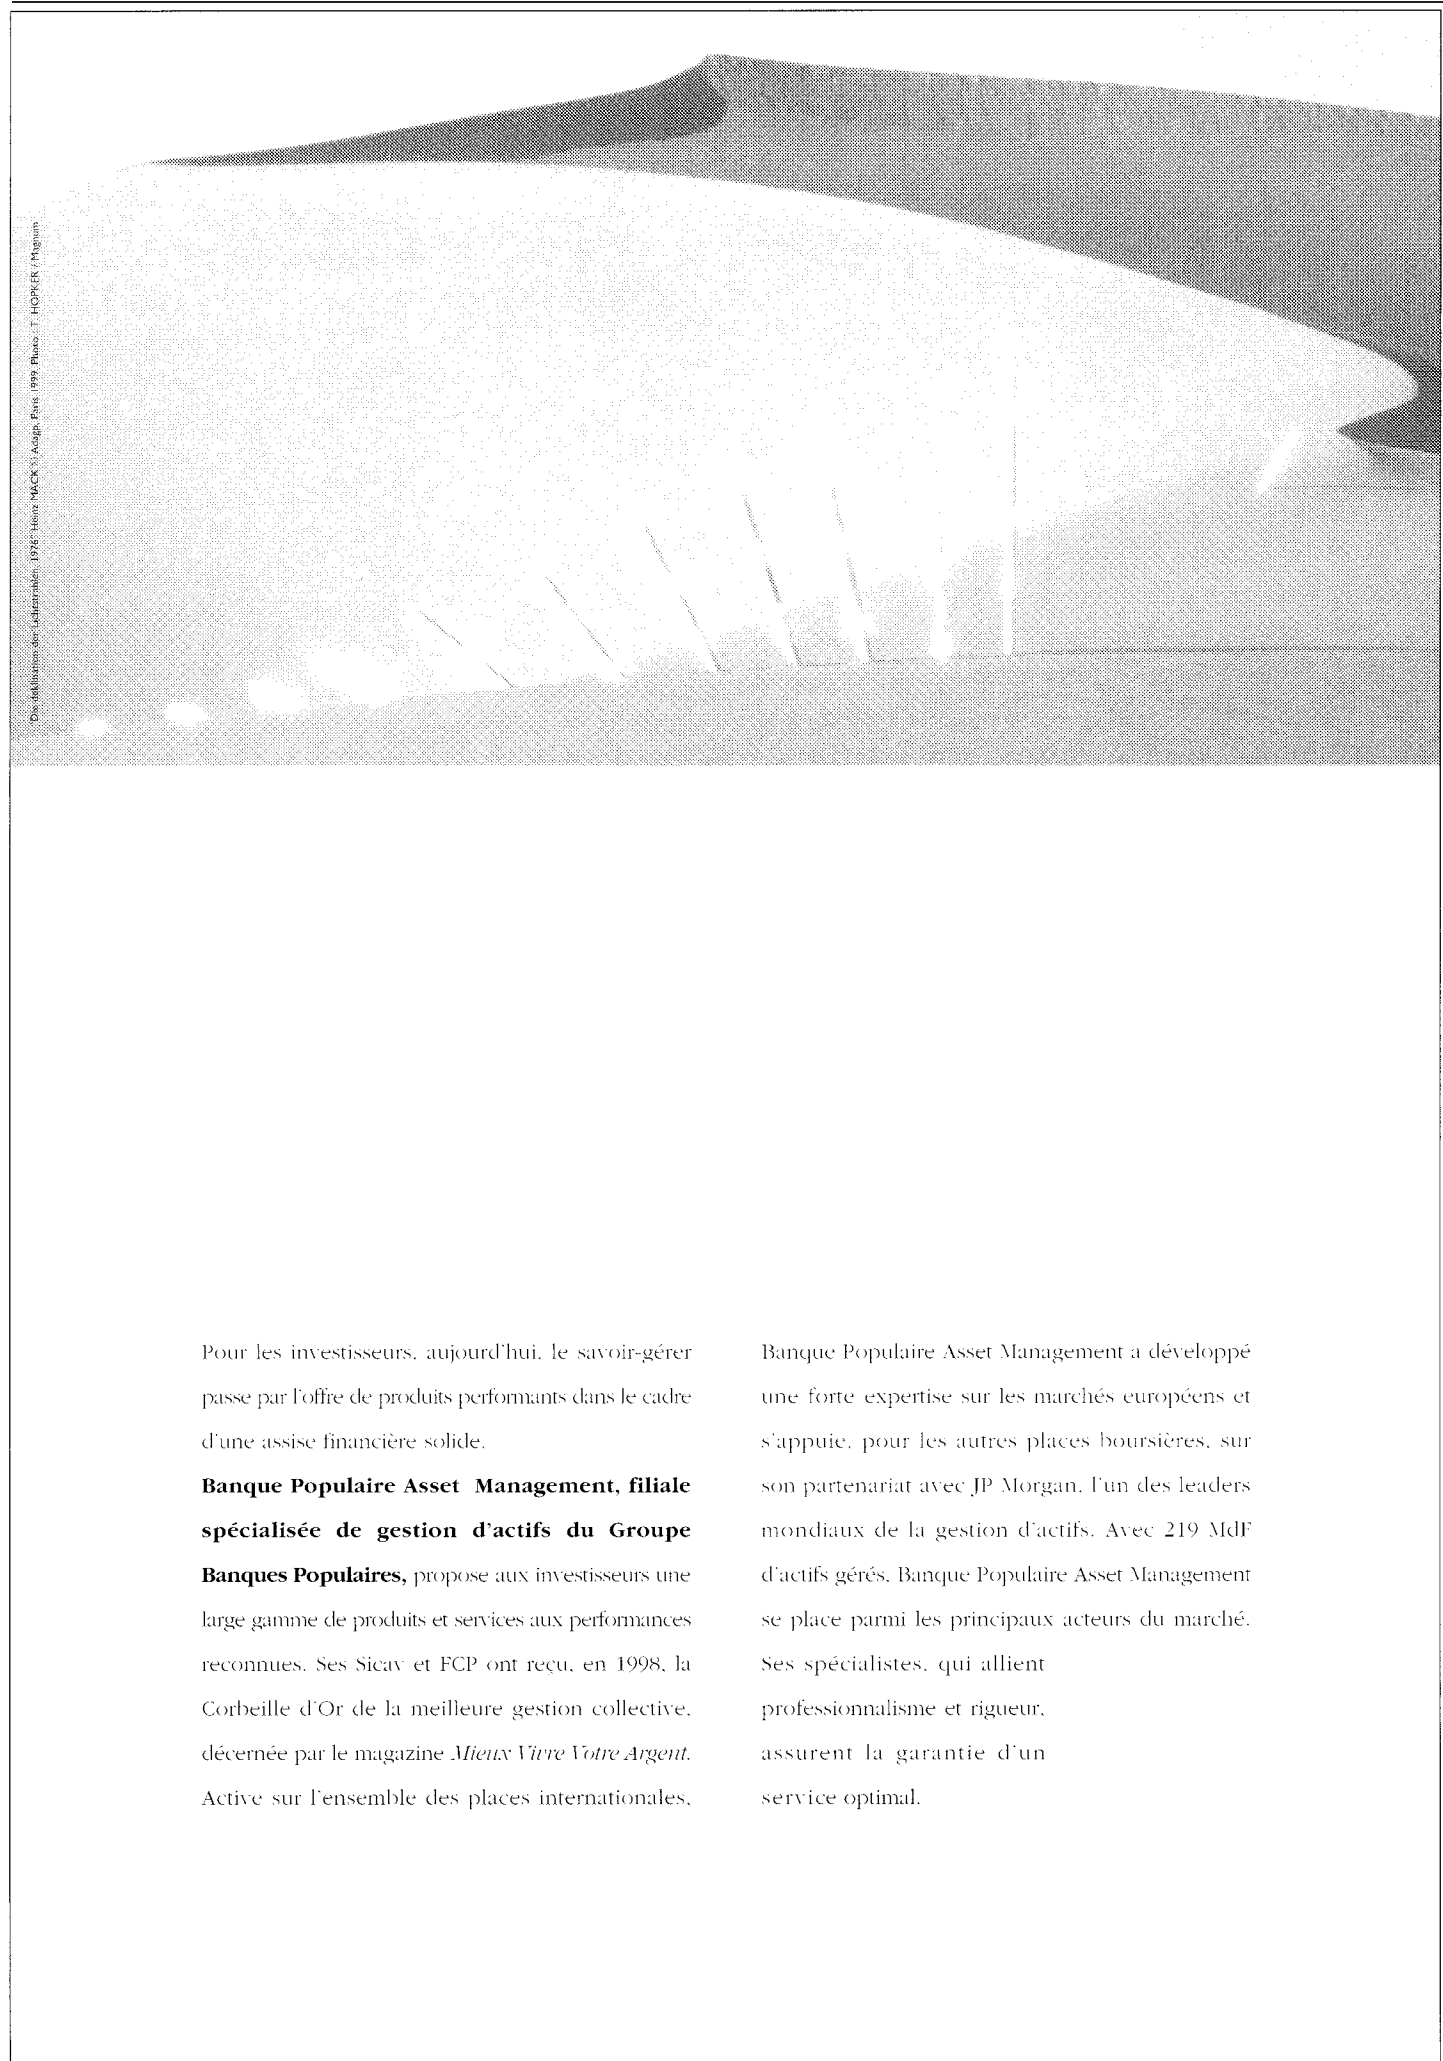 Die deklination der Lichtstrahlen, 1976" Heinz MACK © Adagp, Paris 1999. Photo : T. HOPKER / Magnum
Pour les investisseurs, aujourd'hui, le savoir-gérer
passe par l'offre de produits performants dans le cadre
d'une assise financière solide.
Banque Populaire Asset Management, filiale
spécialisée de gestion d'actifs du Groupe
Banques Populaires, propose aux investisseurs une
large gamme de produits et services aux performances
reconnues. Ses Sicav et FCP ont reçu, en 1998, la
Corbeille d'Or de la meilleure gestion collective,
décernée par le magazine Mieux Vivre Votre Argent.
Active sur l'ensemble des places internationales,
Banque Populaire Asset Management a développé
une forte expertise sur les marchés européens et
s'appuie, pour les autres places boursières, sur
son partenariat avec JP Morgan, l'un des leaders
mondiaux de la gestion d'actifs. Avec 219 MdF
d'actifs gérés, Banque Populaire Asset Management
se place parmi les principaux acteurs du marché.
Ses spécialistes, qui allient
professionnalisme et rigueur,
assurent la garantie d'un
service optimal.